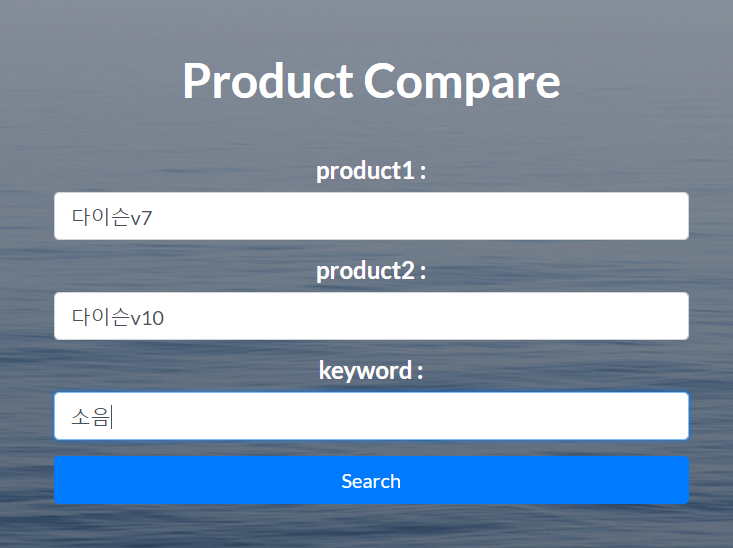 Product Compare
product1 :
다이슨v7
product2 :
다이슨v10
keyword :
소음
Search